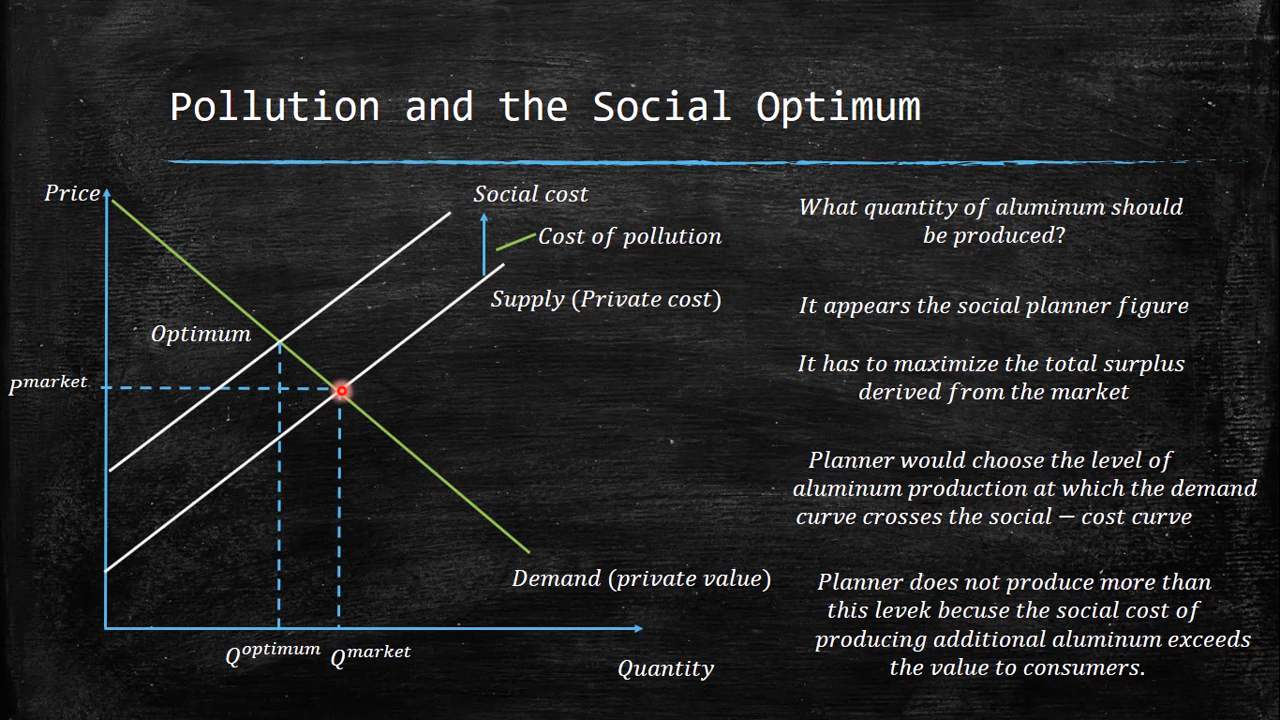 Pollution and the Social Optimum
Price
Social cost
Cost of pollution
Supply (Private cost)
Optimum
P^market
Demand (private value)
Q^optimum
Q^market
Quantity
What quantity of aluminum should
be produced?
It appears the social planner figure
It has to maximize the total surplus
derived from the market
Planner would choose the level of
aluminum production at which the demand
curve crosses the social − cost curve
Planner does not produce more than
this levek becuse the social cost of
producing additional aluminum exceeds
the value to consumers.